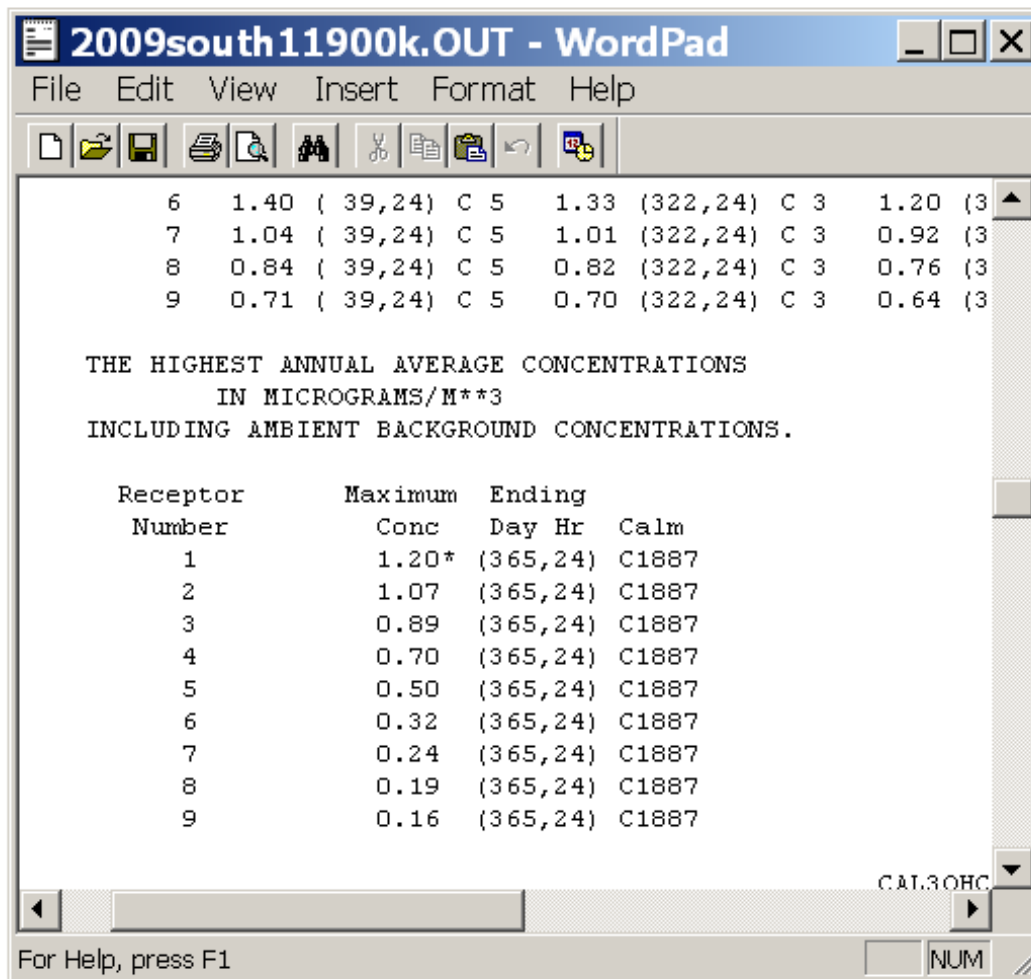 2009south11900k.OUT - WordPad
File Edit View Insert Format Help
6 1.40 ( 39,24) C 5 1.33 (322,24) C 3 1.20 (3
7 1.04 ( 39,24) C 5 1.01 (322,24) C 3 0.92 (3
8 0.84 ( 39,24) C 5 0.82 (322,24) C 3 0.76 (3
9 0.71 ( 39,24) C 5 0.70 (322,24) C 3 0.64 (3
THE HIGHEST ANNUAL AVERAGE CONCENTRATIONS
IN MICROGRAMS/M**3
INCLUDING AMBIENT BACKGROUND CONCENTRATIONS.
Receptor Maximum Ending
Number Conc Day Hr Calm
1 1.20* (365,24) C1887
2 1.07 (365,24) C1887
3 0.89 (365,24) C1887
4 0.70 (365,24) C1887
5 0.50 (365,24) C1887
6 0.32 (365,24) C1887
7 0.24 (365,24) C1887
8 0.19 (365,24) C1887
9 0.16 (365,24) C1887
CAL3QHC
For Help, press F1 NUM